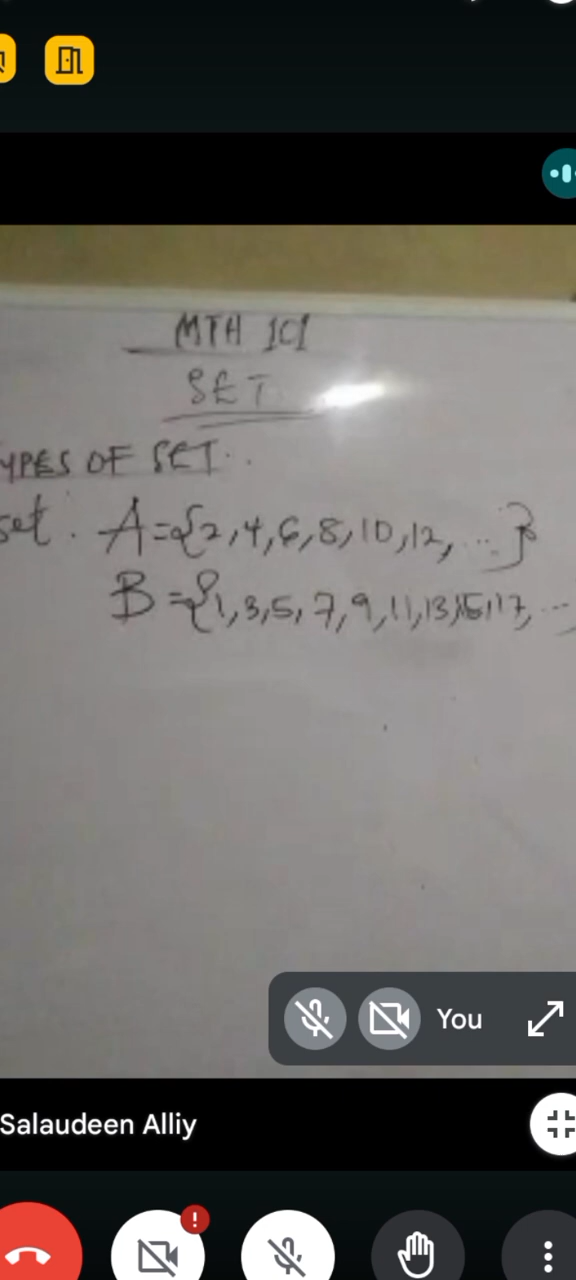 MTH 101
SET
YPES OF SET.
set. A={2,4,6,8,10,12, ...}
B={1,3,5,7,9,11,13,15,17, ...
You
Salaudeen Alliy
!